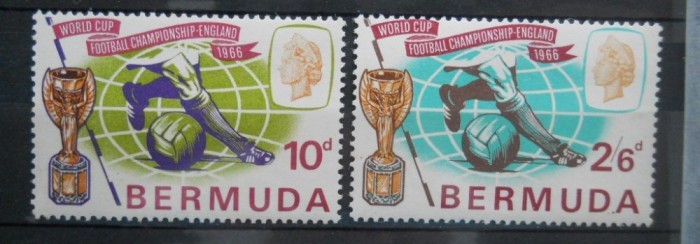 WORLD CUP
FOOTBALL CHAMPIONSHIP-ENGLAND
1966
10d
BERMUDA
WORLD CUP
FOOTBALL CHAMPIONSHIP-ENGLAND
1966
2/6d
BERMUDA